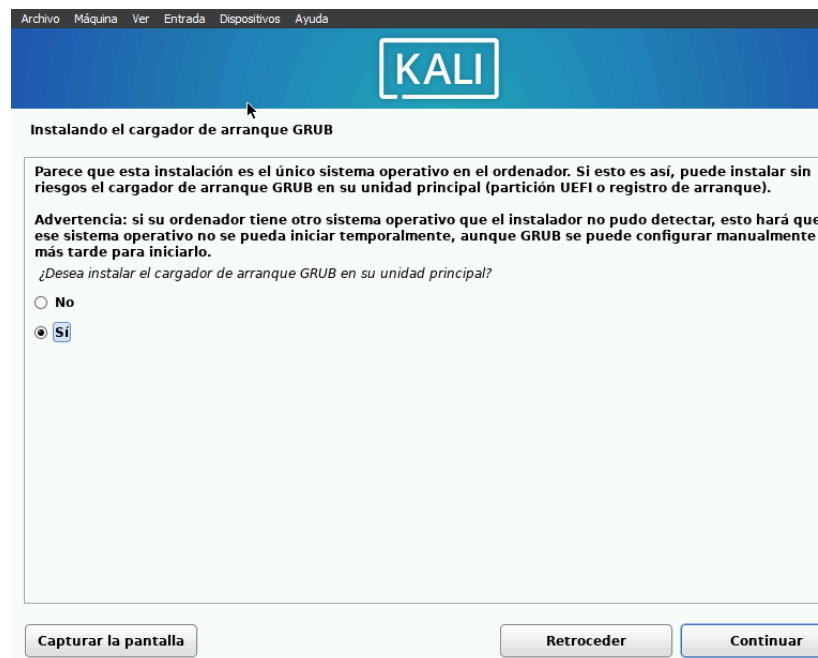 Archivo Máquina Ver Entrada Dispositivos Ayuda
KALI
Instalando el cargador de arranque GRUB
Parece que esta instalación es el único sistema operativo en el ordenador. Si esto es así, puede instalar sin
riesgos el cargador de arranque GRUB en su unidad principal (partición UEFI o registro de arranque).
Advertencia: si su ordenador tiene otro sistema operativo que el instalador no pudo detectar, esto hará que
ese sistema operativo no se pueda iniciar temporalmente, aunque GRUB se puede configurar manualmente
más tarde para iniciarlo.
¿Desea instalar el cargador de arranque GRUB en su unidad principal?
No
Sí
Capturar la pantalla Retroceder Continuar